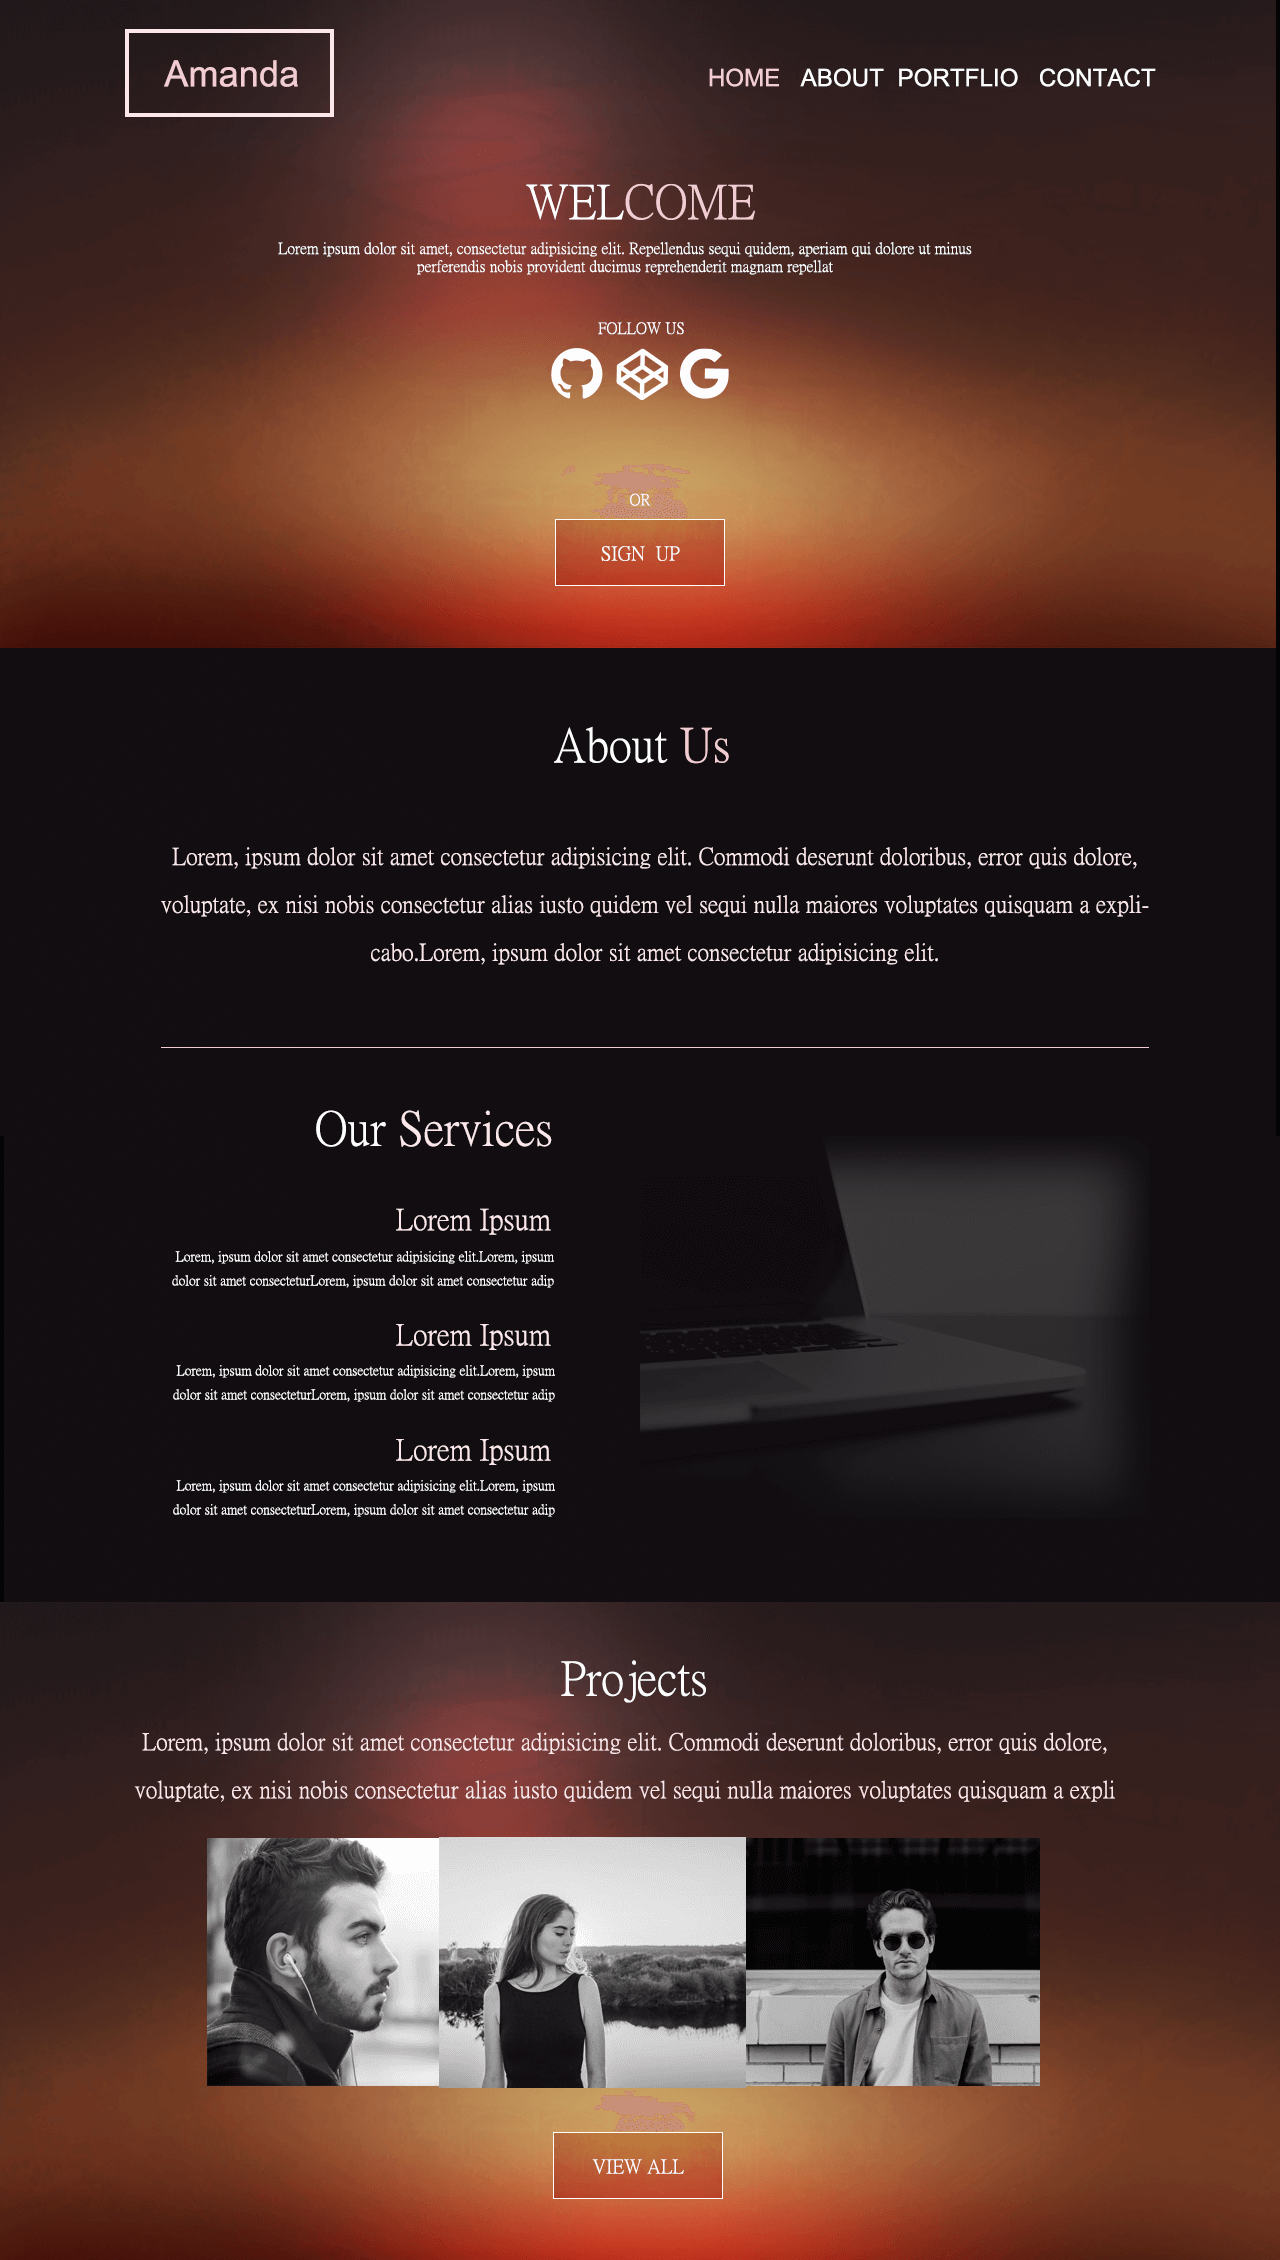 Amanda
HOME ABOUT PORTFLIO CONTACT
WELCOME
Lorem ipsum dolor sit amet, consectetur adipisicing elit. Repellendus sequi quidem, aperiam qui dolore ut minus
perferendis nobis provident ducimus reprehenderit magnam repellat
FOLLOW US
OR
SIGN UP
About Us
Lorem, ipsum dolor sit amet consectetur adipisicing elit. Commodi deserunt doloribus, error quis dolore,
voluptate, ex nisi nobis consectetur alias iusto quidem vel sequi nulla maiores voluptates quisquam a expli-
cabo.Lorem, ipsum dolor sit amet consectetur adipisicing elit.
Our Services
Lorem Ipsum
Lorem, ipsum dolor sit amet consectetur adipisicing elit.Lorem, ipsum
dolor sit amet consecteturLorem, ipsum dolor sit amet consectetur adip
Lorem Ipsum
Lorem, ipsum dolor sit amet consectetur adipisicing elit.Lorem, ipsum
dolor sit amet consecteturLorem, ipsum dolor sit amet consectetur adip
Lorem Ipsum
Lorem, ipsum dolor sit amet consectetur adipisicing elit.Lorem, ipsum
dolor sit amet consecteturLorem, ipsum dolor sit amet consectetur adip
Projects
Lorem, ipsum dolor sit amet consectetur adipisicing elit. Commodi deserunt doloribus, error quis dolore,
voluptate, ex nisi nobis consectetur alias iusto quidem vel sequi nulla maiores voluptates quisquam a expli
VIEW ALL